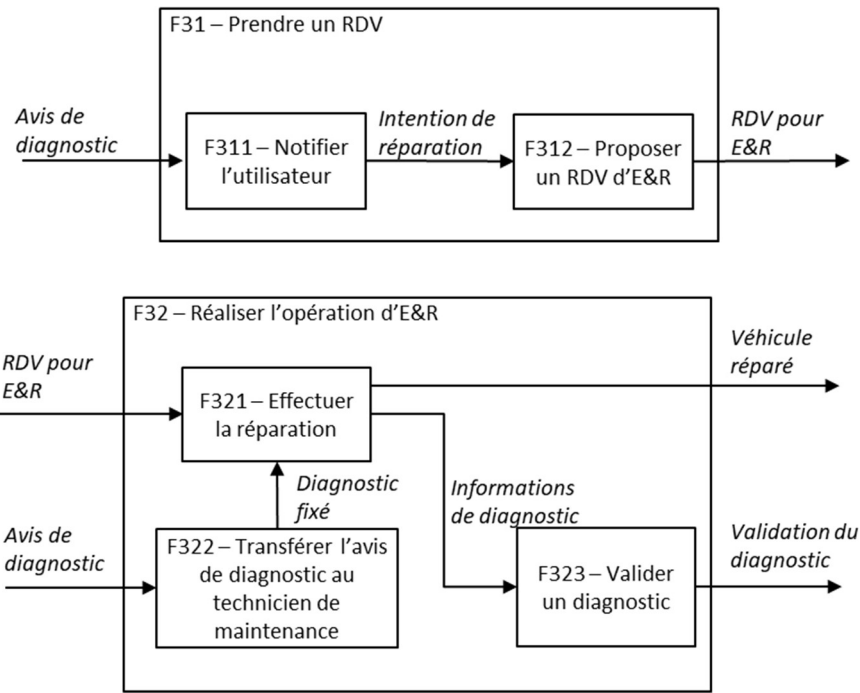 F31 – Prendre un RDV
Avis de
diagnostic
F311 – Notifier
l'utilisateur
Intention de
réparation
F312 – Proposer
un RDV d'E&R
RDV pour
E&R
F32 – Réaliser l'opération d'E&R
RDV pour
E&R
F321 – Effectuer
la réparation
Véhicule
réparé
Diagnostic
fixé
Informations
de diagnostic
Avis de
diagnostic
F322 – Transférer l'avis
de diagnostic au
technicien de
maintenance
F323 – Valider
un diagnostic
Validation du
diagnostic